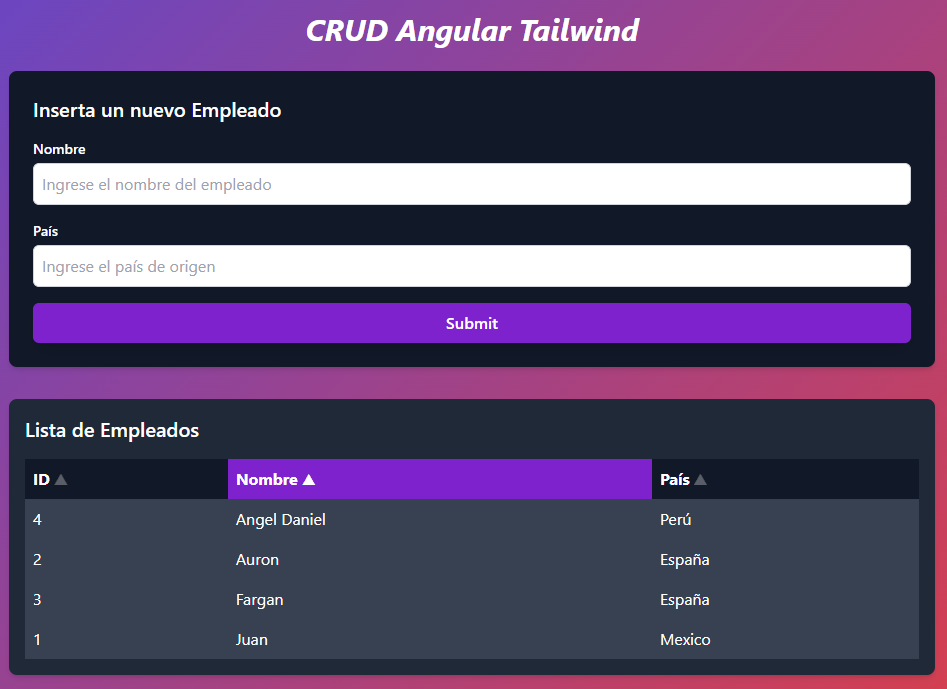 CRUD Angular Tailwind
Inserta un nuevo Empleado
Nombre
Ingrese el nombre del empleado
País
Ingrese el país de origen
Submit
Lista de Empleados
ID ▲ Nombre ▲ País ▲
4 Angel Daniel Perú
2 Auron España
3 Fargan España
1 Juan Mexico